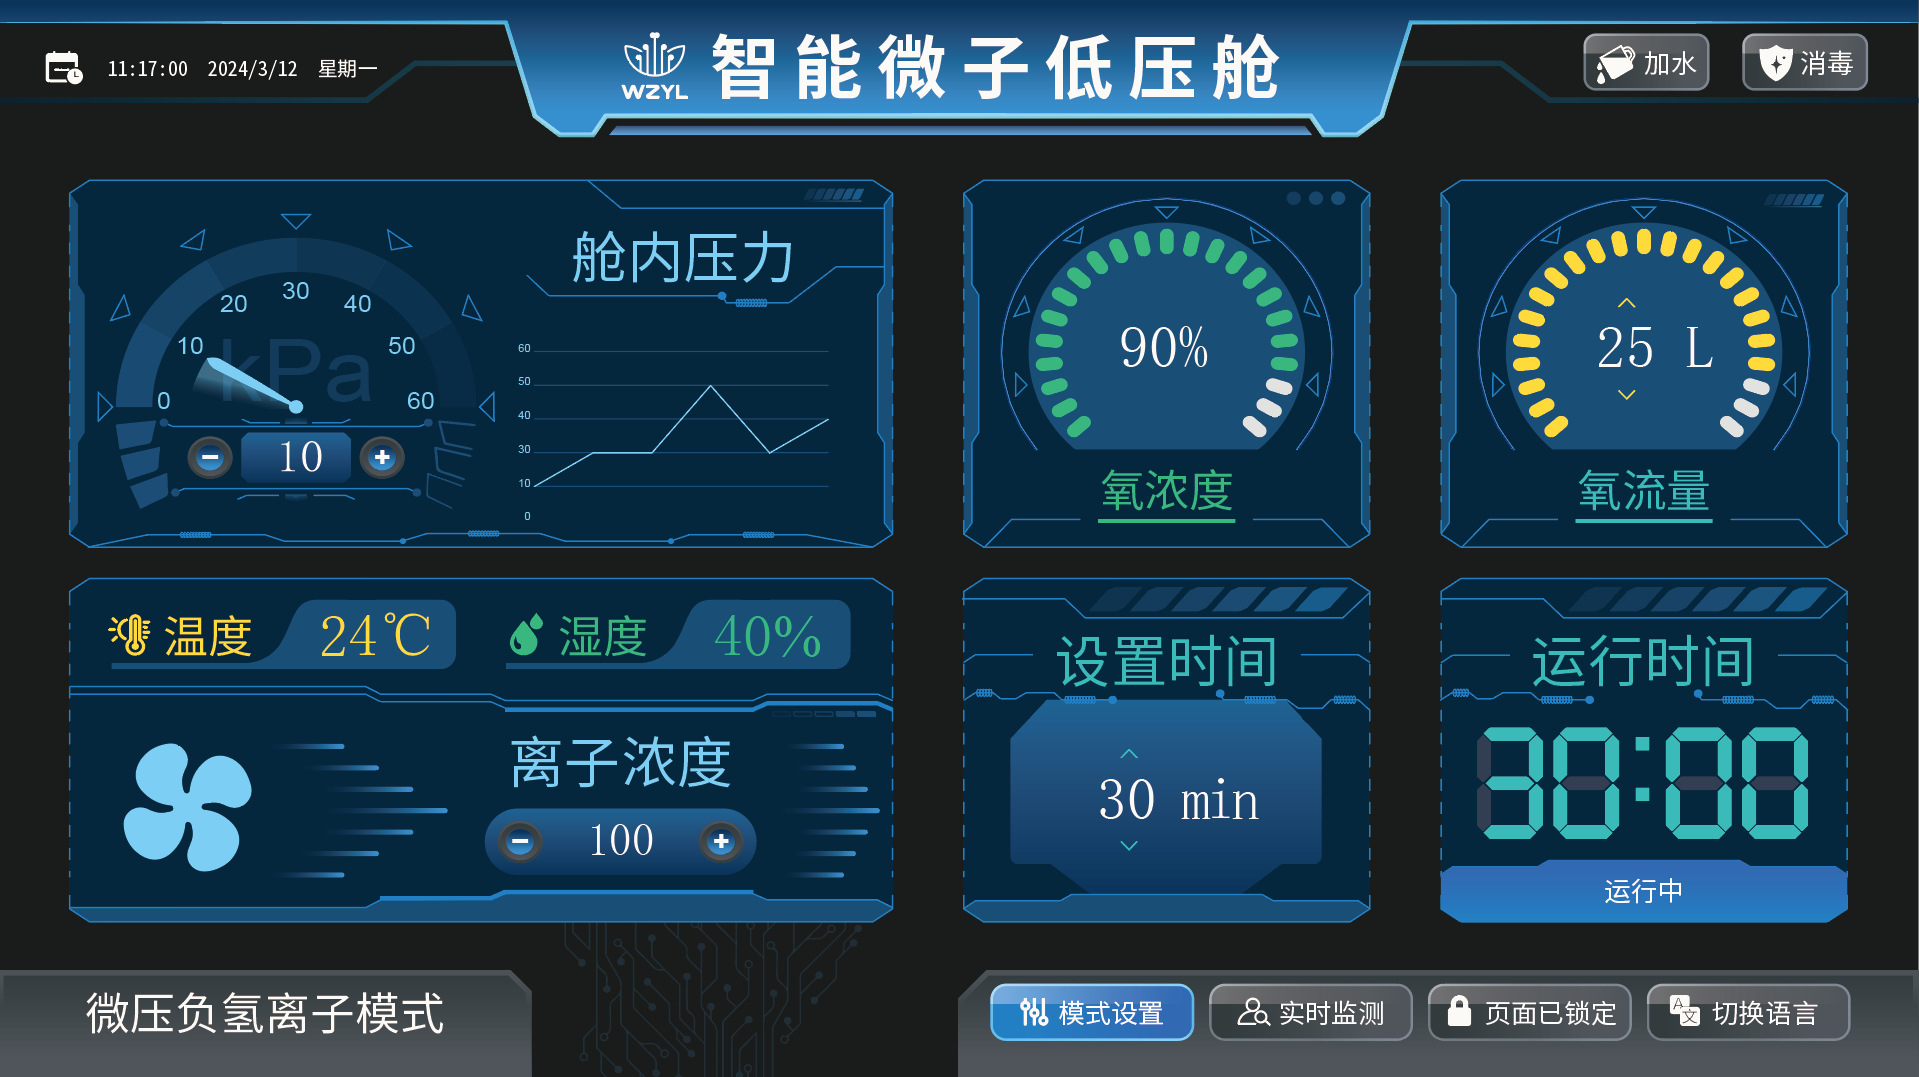 11:17:00 2024/3/12 星期一
WZYL
智能微子低压舱
加水
消毒
舱内压力
kPa
0
10
20
30
40
50
60
10
60
50
40
30
10
0
90%
氧浓度
25 L
氧流量
温度
24℃
湿度
40%
离子浓度
100
设置时间
30 min
运行时间
30:00
运行中
微压负氢离子模式
模式设置
实时监测
页面已锁定
A
文
切换语言